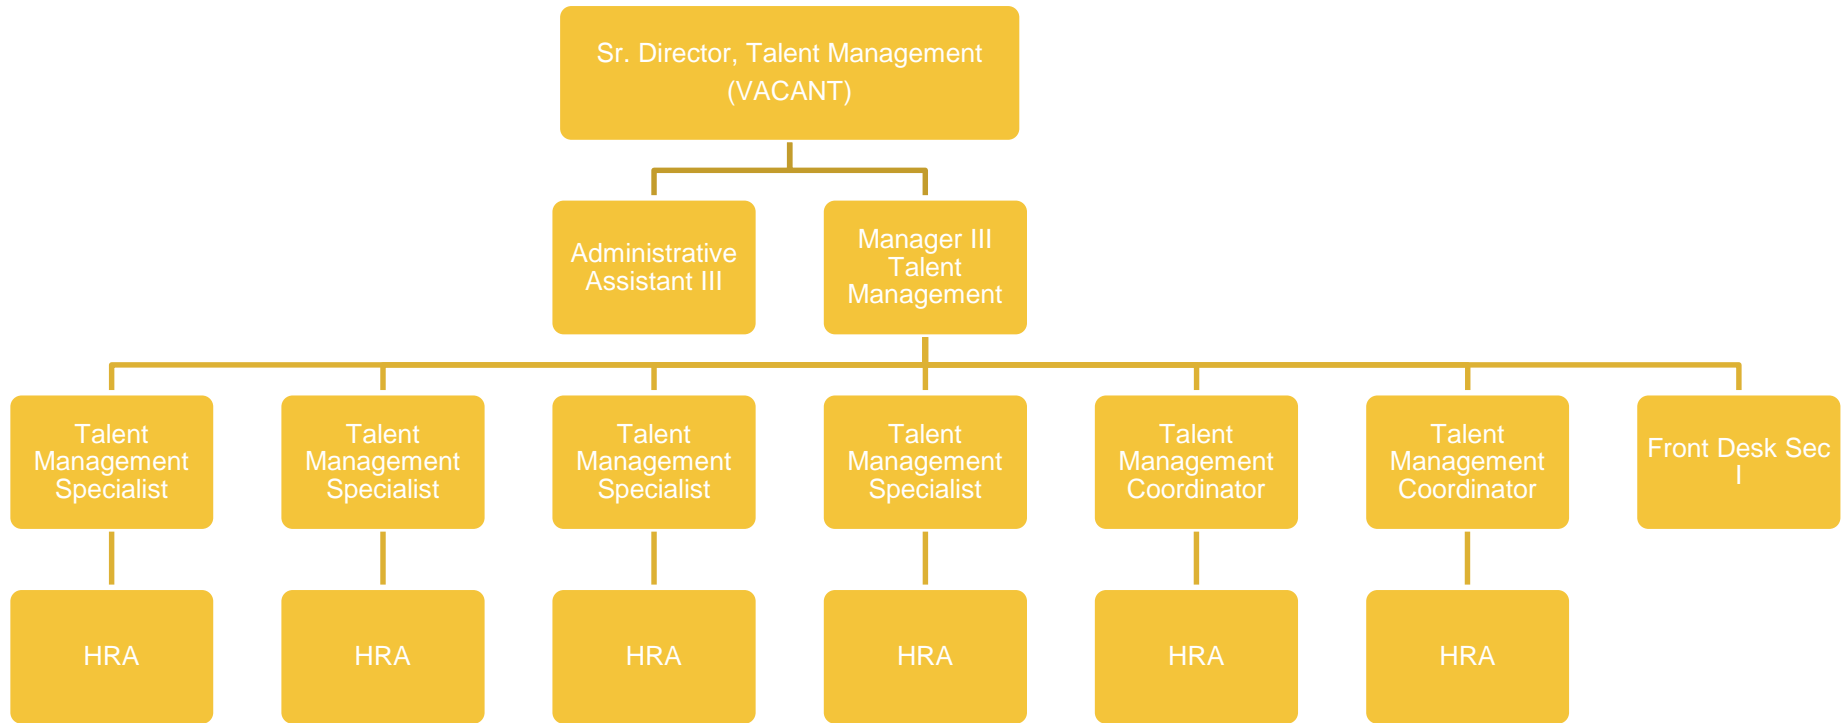 Sr. Director, Talent Management
(VACANT)
Administrative
Assistant III
Manager III
Talent
Management
Talent
Management
Specialist
Talent
Management
Specialist
Talent
Management
Specialist
Talent
Management
Specialist
Talent
Management
Coordinator
Talent
Management
Coordinator
Front Desk Sec
I
HRA
HRA
HRA
HRA
HRA
HRA